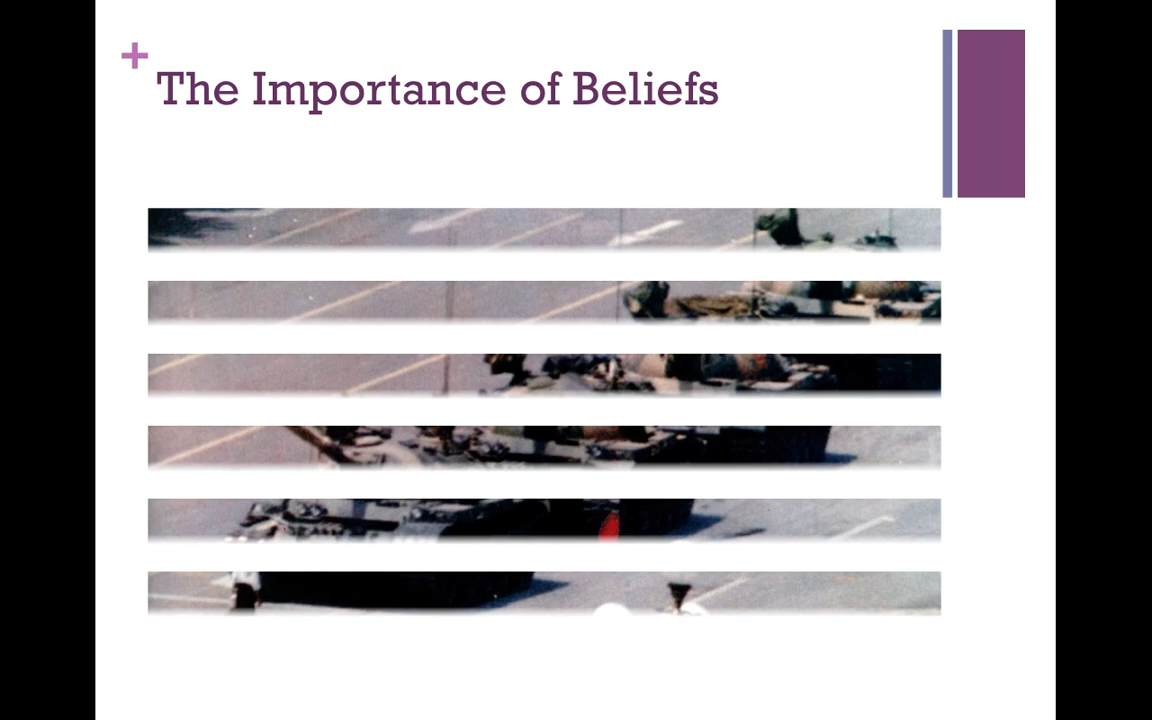 +
The Importance of Beliefs